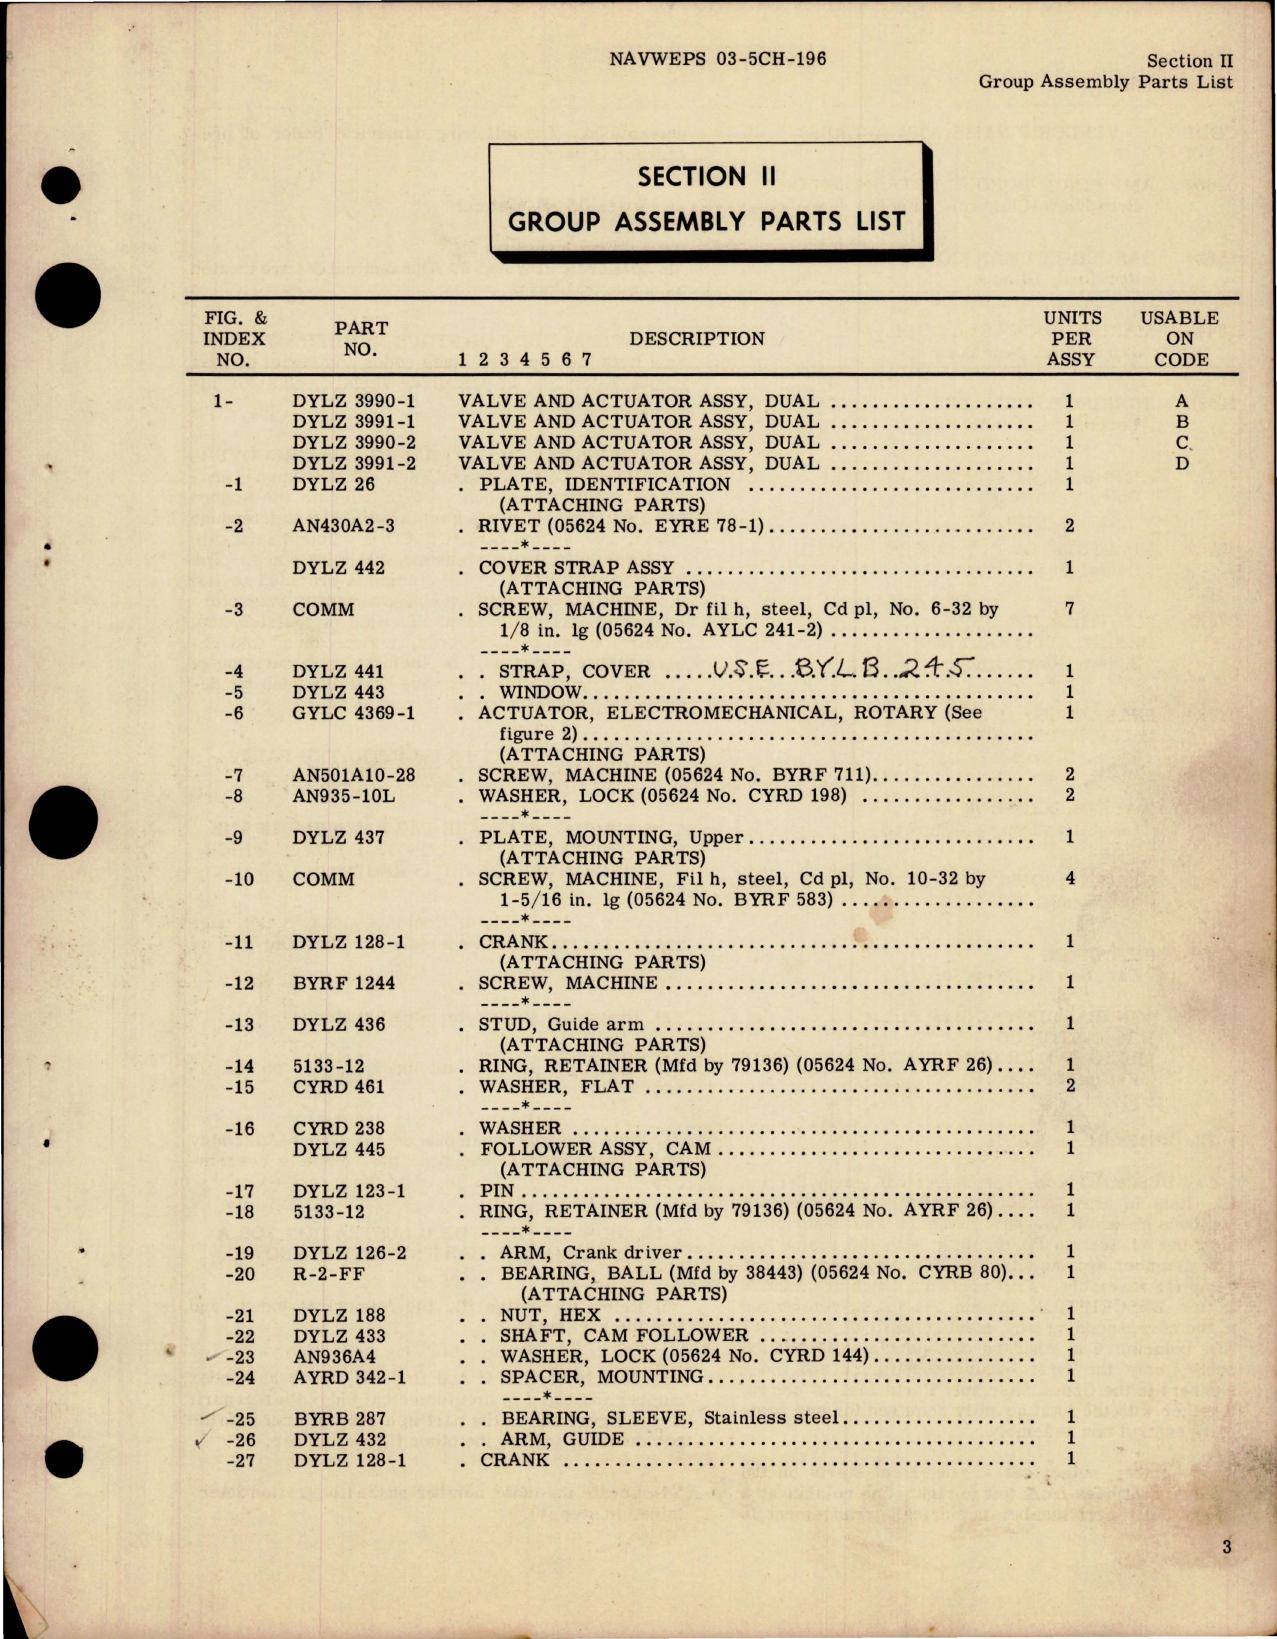 NAVWEPS 03-5CH-196
Section II
Group Assembly Parts List
SECTION II
GROUP ASSEMBLY PARTS LIST
FIG. & INDEX NO. PART NO. DESCRIPTION 1 2 3 4 5 6 7 UNITS PER ASSY USABLE ON CODE
1- DYLZ 3990-1 VALVE AND ACTUATOR ASSY, DUAL .................... 1 A
DYLZ 3991-1 VALVE AND ACTUATOR ASSY, DUAL .................... 1 B
DYLZ 3990-2 VALVE AND ACTUATOR ASSY, DUAL .................... 1 C
DYLZ 3991-2 VALVE AND ACTUATOR ASSY, DUAL .................... 1 D
-1 DYLZ 26 . PLATE, IDENTIFICATION ............................ 1
(ATTACHING PARTS)
-2 AN430A2-3 . RIVET (05624 No. EYRE 78-1).......................... 2
----*----
DYLZ 442 . COVER STRAP ASSY .................................. 1
(ATTACHING PARTS)
-3 COMM . SCREW, MACHINE, Dr fil h, steel, Cd pl, No. 6-32 by 7
1/8 in. lg (05624 No. AYLC 241-2) ....................
----*----
-4 DYLZ 441 . . STRAP, COVER .....U.S.E...B.Y.L.B..2.4.5....... 1
-5 DYLZ 443 . . WINDOW............................................ 1
-6 GYLC 4369-1 . ACTUATOR, ELECTROMECHANICAL, ROTARY (See 1
figure 2)............................................
(ATTACHING PARTS)
-7 AN501A10-28 . SCREW, MACHINE (05624 No. BYRF 711)................ 2
-8 AN935-10L . WASHER, LOCK (05624 No. CYRD 198) ................. 2
----*----
-9 DYLZ 437 . PLATE, MOUNTING, Upper............................ 1
(ATTACHING PARTS)
-10 COMM . SCREW, MACHINE, Fil h, steel, Cd pl, No. 10-32 by 4
1-5/16 in. lg (05624 No. BYRF 583) ...................
----*----
-11 DYLZ 128-1 . CRANK............................................... 1
(ATTACHING PARTS)
-12 BYRF 1244 . SCREW, MACHINE .................................... 1
----*----
-13 DYLZ 436 . STUD, Guide arm ..................................... 1
(ATTACHING PARTS)
-14 5133-12 . RING, RETAINER (Mfd by 79136) (05624 No. AYRF 26).... 1
-15 CYRD 461 . WASHER, FLAT ...................................... 2
----*----
-16 CYRD 238 . WASHER ............................................. 1
DYLZ 445 . FOLLOWER ASSY, CAM............................... 1
(ATTACHING PARTS)
-17 DYLZ 123-1 . PIN.................................................. 1
-18 5133-12 . RING, RETAINER (Mfd by 79136) (05624 No. AYRF 26).... 1
----*----
-19 DYLZ 126-2 . . ARM, Crank driver.................................. 1
-20 R-2-FF . . BEARING, BALL (Mfd by 38443) (05624 No. CYRB 80)... 1
(ATTACHING PARTS)
-21 DYLZ 188 . . NUT, HEX ......................................... 1
-22 DYLZ 433 . . SHAFT, CAM FOLLOWER ........................... 1
-23 AN936A4 . . WASHER, LOCK (05624 No. CYRD 144)................ 1
-24 AYRD 342-1 . . SPACER, MOUNTING................................ 1
----*----
-25 BYRB 287 . . BEARING, SLEEVE, Stainless steel................... 1
-26 DYLZ 432 . . ARM, GUIDE ....................................... 1
-27 DYLZ 128-1 . CRANK .............................................. 1
3